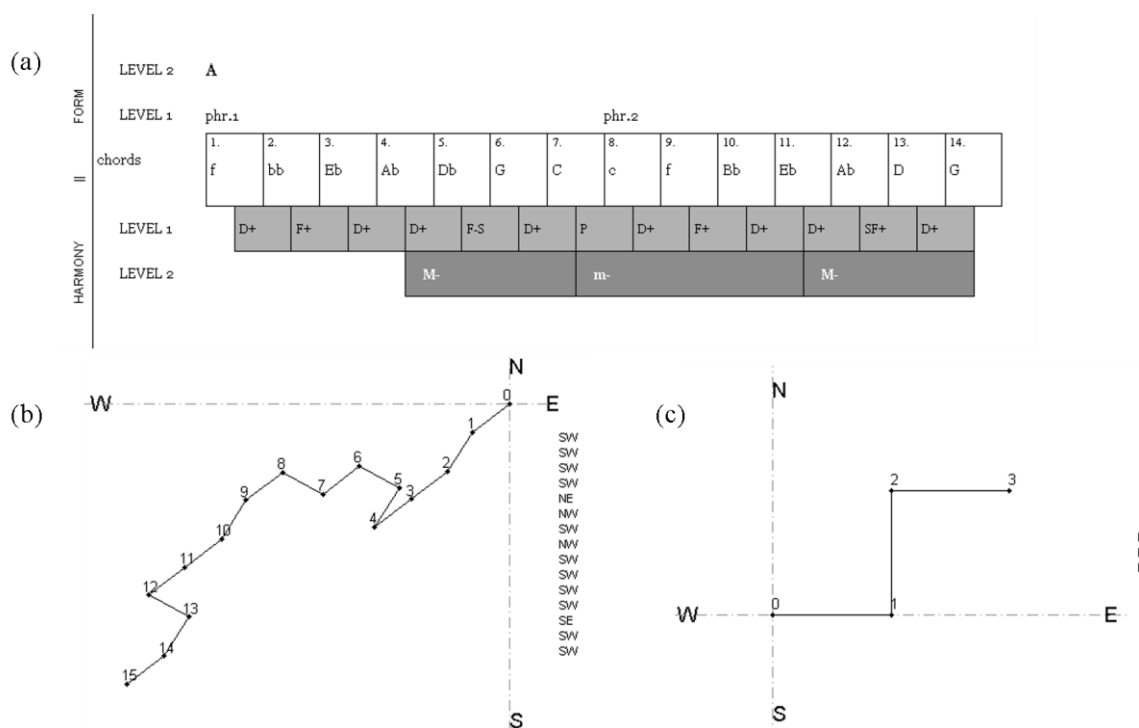 (a)
FORM
LEVEL 2 A
LEVEL 1 phr.1 phr.2
=
chords
1. 2. 3. 4. 5. 6. 7. 8. 9. 10. 11. 12. 13. 14.
f bb Eb Ab Db G C c f Bb Eb Ab D G
HARMONY
LEVEL 1 D+ F+ D+ D+ F-S D+ P D+ F+ D+ D+ SF+ D+
LEVEL 2 M- m- M-
(b)
N
W E
S
0
1
2
3
4
5
6
7
8
9
10
11
12
13
14
15
SW
SW
SW
SW
NE
NW
SW
NW
SW
SW
SW
SW
SE
SW
SW
(c)
N
2 3
W 0 1 E
S